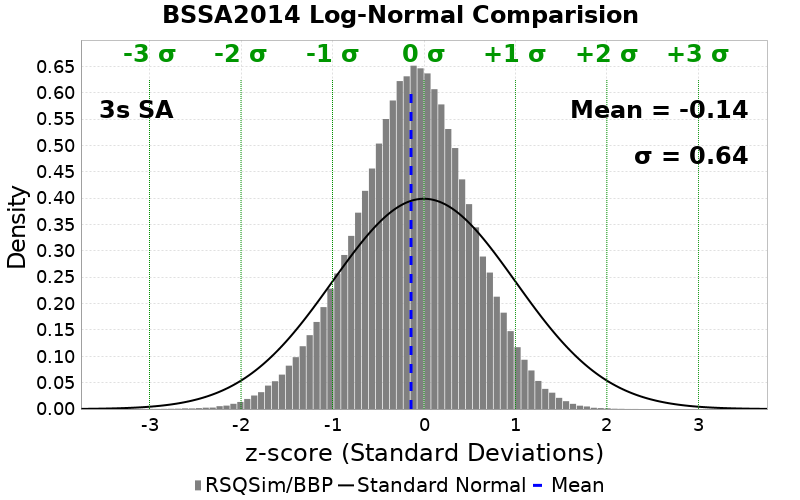 BSSA2014 Log-Normal Comparision
-3 σ -2 σ -1 σ 0 σ +1 σ +2 σ +3 σ
3s SA
Mean = -0.14
σ = 0.64
Density
0.65
0.60
0.55
0.50
0.45
0.40
0.35
0.30
0.25
0.20
0.15
0.10
0.05
0.00
-3 -2 -1 0 1 2 3
z-score (Standard Deviations)
RSQSim/BBP Standard Normal Mean